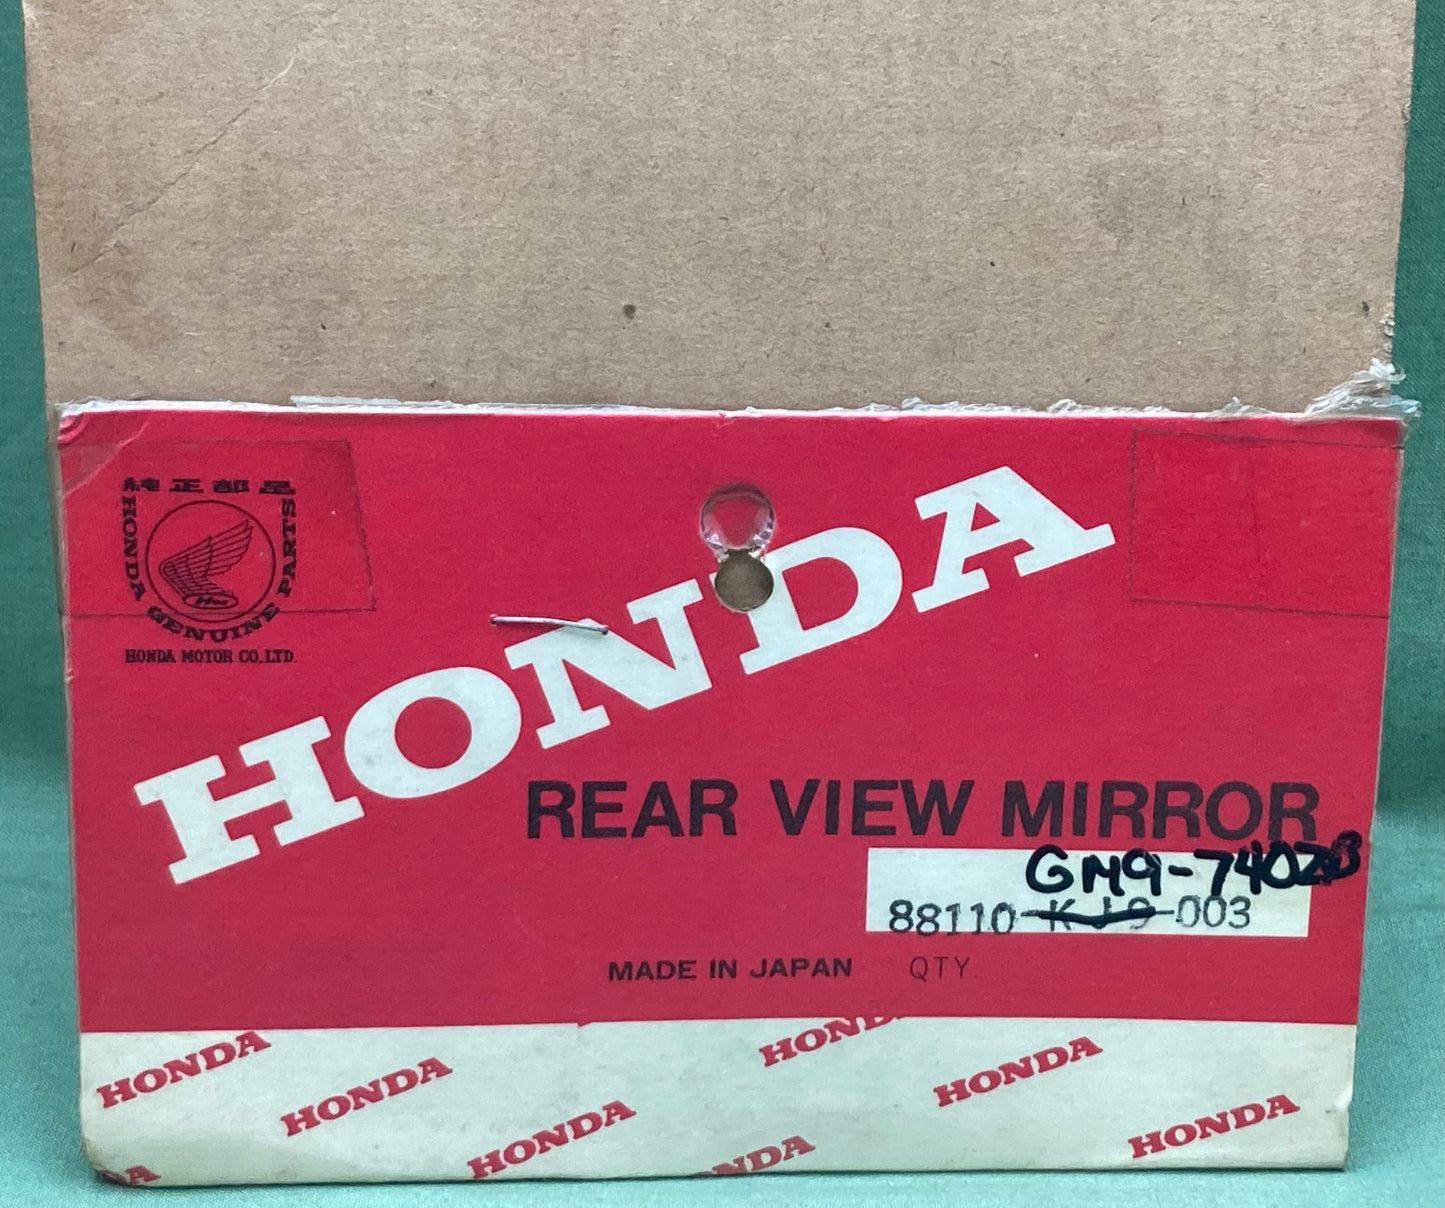 純正部品
HONDA GENUINE PARTS
HONDA MOTOR CO.,LTD.
HONDA
REAR VIEW MIRROR
GM9-740ZB
88110-KJ9-003
MADE IN JAPAN QTY.
HONDA
HONDA
HONDA
HONDA
HONDA
HONDA
HONDA